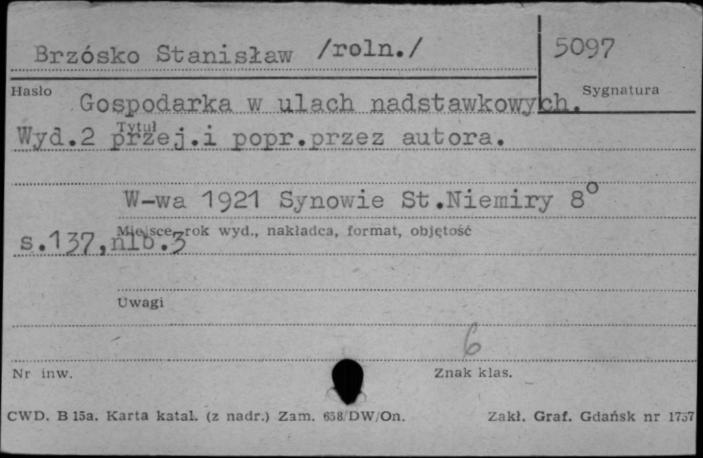 Brzósko Stanisław /roln./ 5097
Hasło Sygnatura
Gospodarka w ulach nadstawkowych.
Tytuł
Wyd.2 przej.i popr.przez autora.
W-wa 1921 Synowie St.Niemiry 8°
Miejsce, rok wyd., nakładca, format, objętość
s.137,nlb.3
Uwagi
6
Nr inw. Znak klas.
CWD. B 15a. Karta katal. (z nadr.) Zam. 658/DW/On. Zakł. Graf. Gdańsk nr 1757